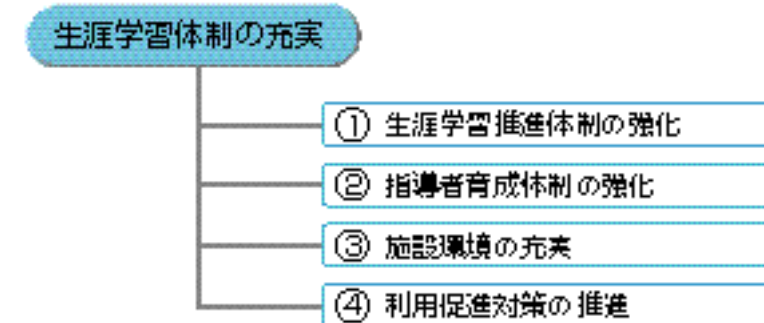 生涯学習体制の充実
① 生涯学習推進体制の強化
② 指導者育成体制の強化
③ 施設環境の充実
④ 利用促進対策の推進